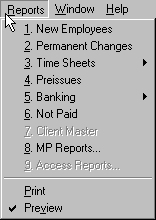 Reports Window Help
1. New Employees
2. Permanent Changes
3. Time Sheets
4. Preissues
5. Banking
6. Not Paid
7. Client Master
8. MP Reports...
9. Access Reports...
Print
Preview